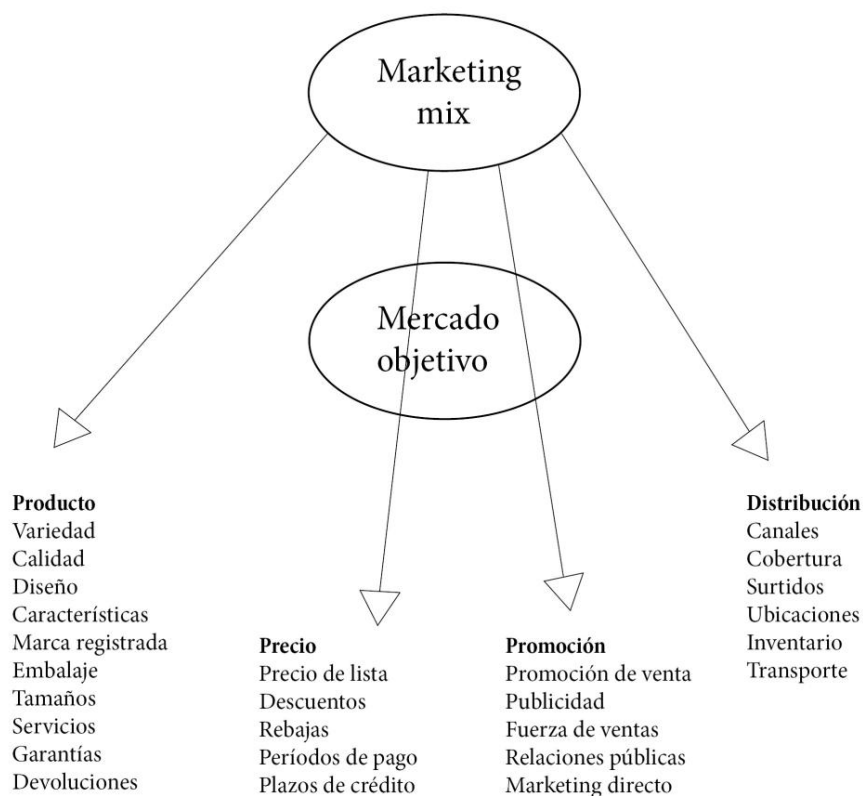 Marketing
mix
Mercado
objetivo
Producto
Variedad
Calidad
Diseño
Características
Marca registrada
Embalaje
Tamaños
Servicios
Garantías
Devoluciones
Precio
Precio de lista
Descuentos
Rebajas
Períodos de pago
Plazos de crédito
Promoción
Promoción de venta
Publicidad
Fuerza de ventas
Relaciones públicas
Marketing directo
Distribución
Canales
Cobertura
Surtidos
Ubicaciones
Inventario
Transporte